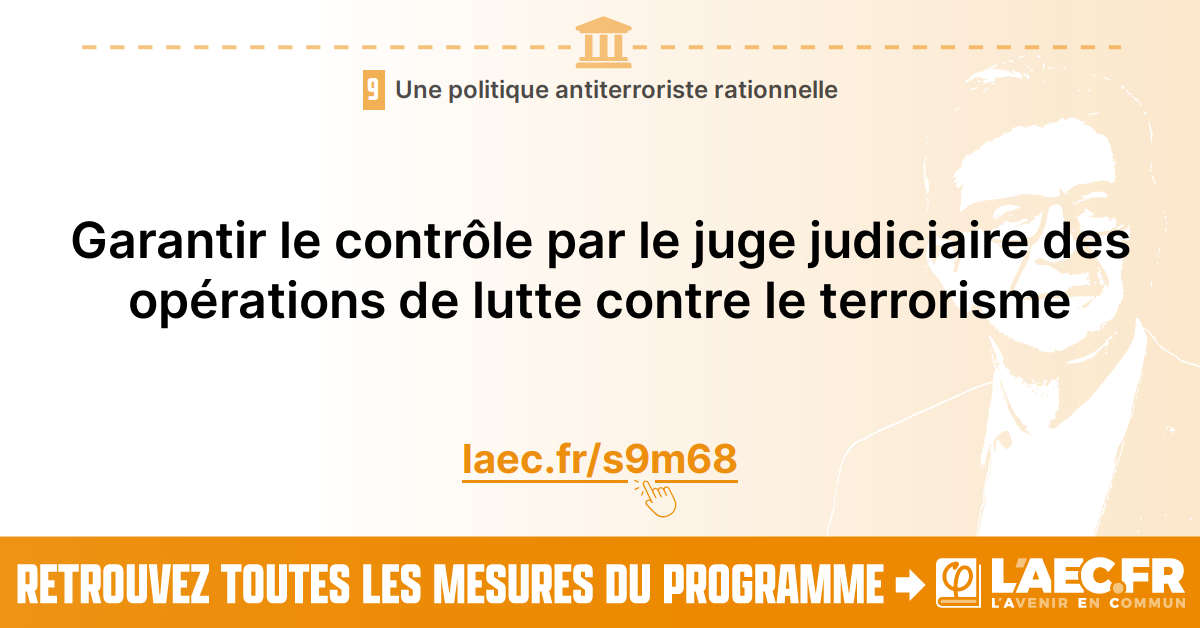 9 Une politique antiterroriste rationnelle
Garantir le contrôle par le juge judiciaire des
opérations de lutte contre le terrorisme
laec.fr/s9m68
RETROUVEZ TOUTES LES MESURES DU PROGRAMME
φ L'AEC.FR
L'AVENIR EN COMMUN